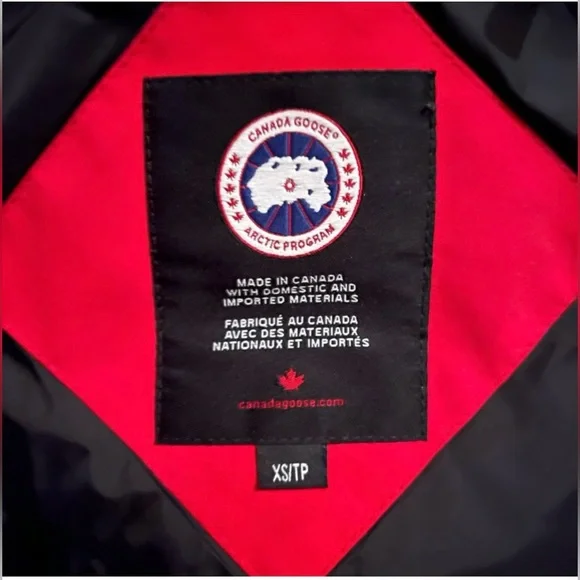 CANADA GOOSE®
ARCTIC PROGRAM
MADE IN CANADA
WITH DOMESTIC AND
IMPORTED MATERIALS
FABRIQUÉ AU CANADA
AVEC DES MATERIAUX
NATIONAUX ET IMPORTÉS
canadagoose.com
XS/TP